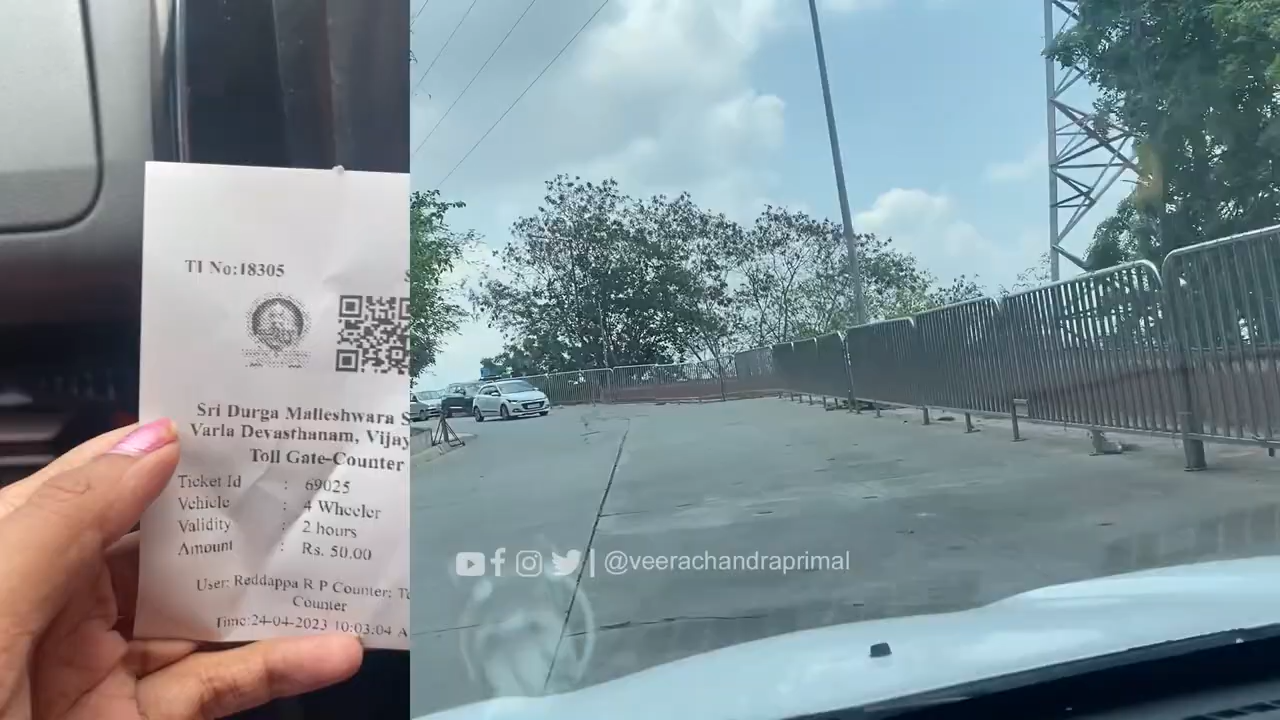 TI No:18305
Sri Durga Malleshwara S
Varla Devasthanam, Vijay
Toll Gate-Counter
Ticket Id : 69025
Vehicle : 4 Wheeler
Validity : 2 hours
Amount : Rs. 50.00
User: Reddappa R P Counter: To
Counter
Time:24-04-2023 10:03:04 A
| @veerachandraprimal